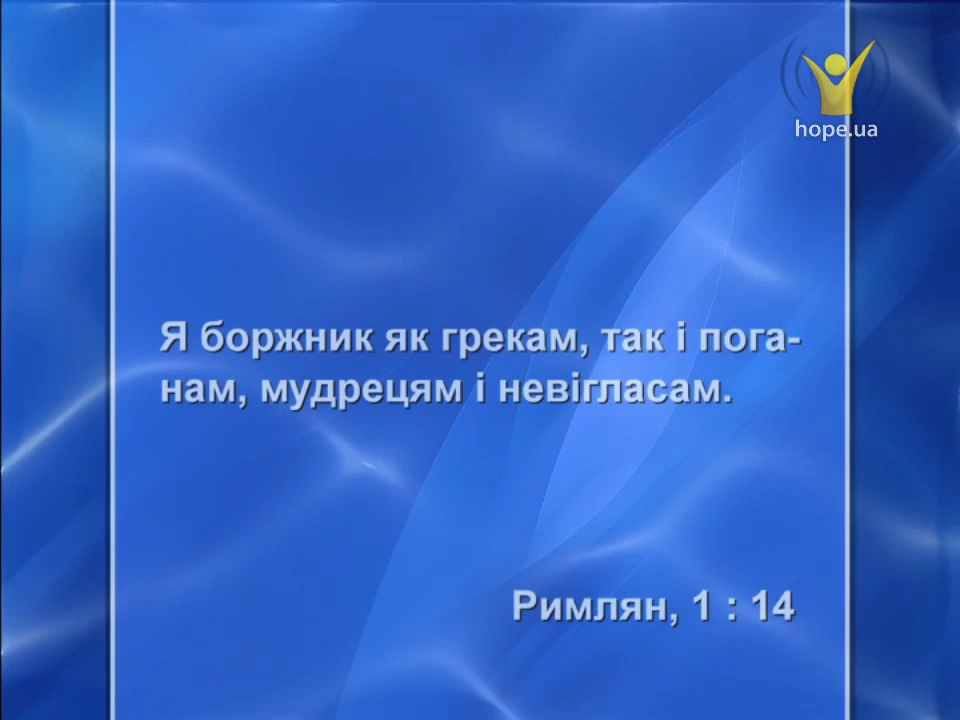 hope.ua
Я боржник як грекам, так і пога-
нам, мудрецям і невігласам.
Римлян, 1 : 14